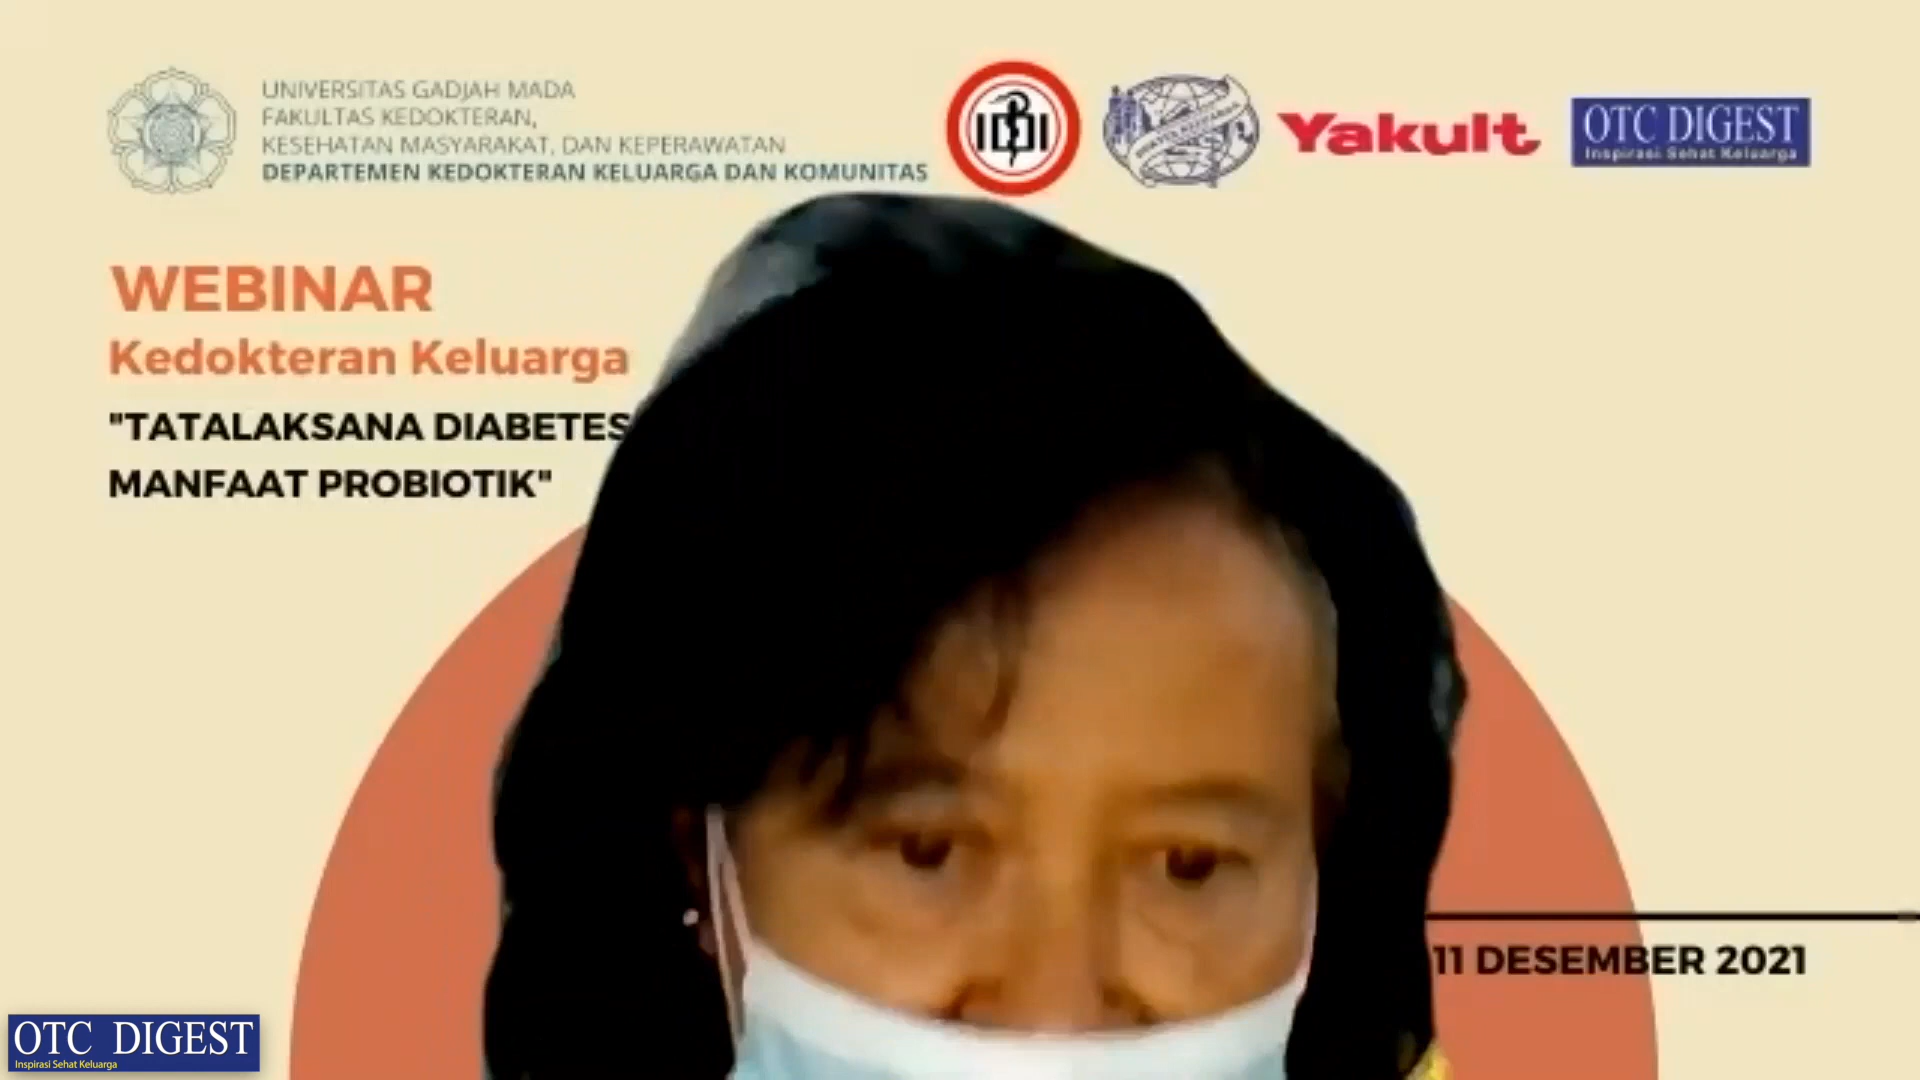 UNIVERSITAS GADJAH MADA
FAKULTAS KEDOKTERAN,
KESEHATAN MASYARAKAT, DAN KEPERAWATAN
DEPARTEMEN KEDOKTERAN KELUARGA DAN KOMUNITAS
IDI
Yakult
OTC DIGEST
Inspirasi Sehat Keluarga
WEBINAR
Kedokteran Keluarga
"TATALAKSANA DIABETES
MANFAAT PROBIOTIK"
11 DESEMBER 2021
OTC DIGEST
Inspirasi Sehat Keluarga